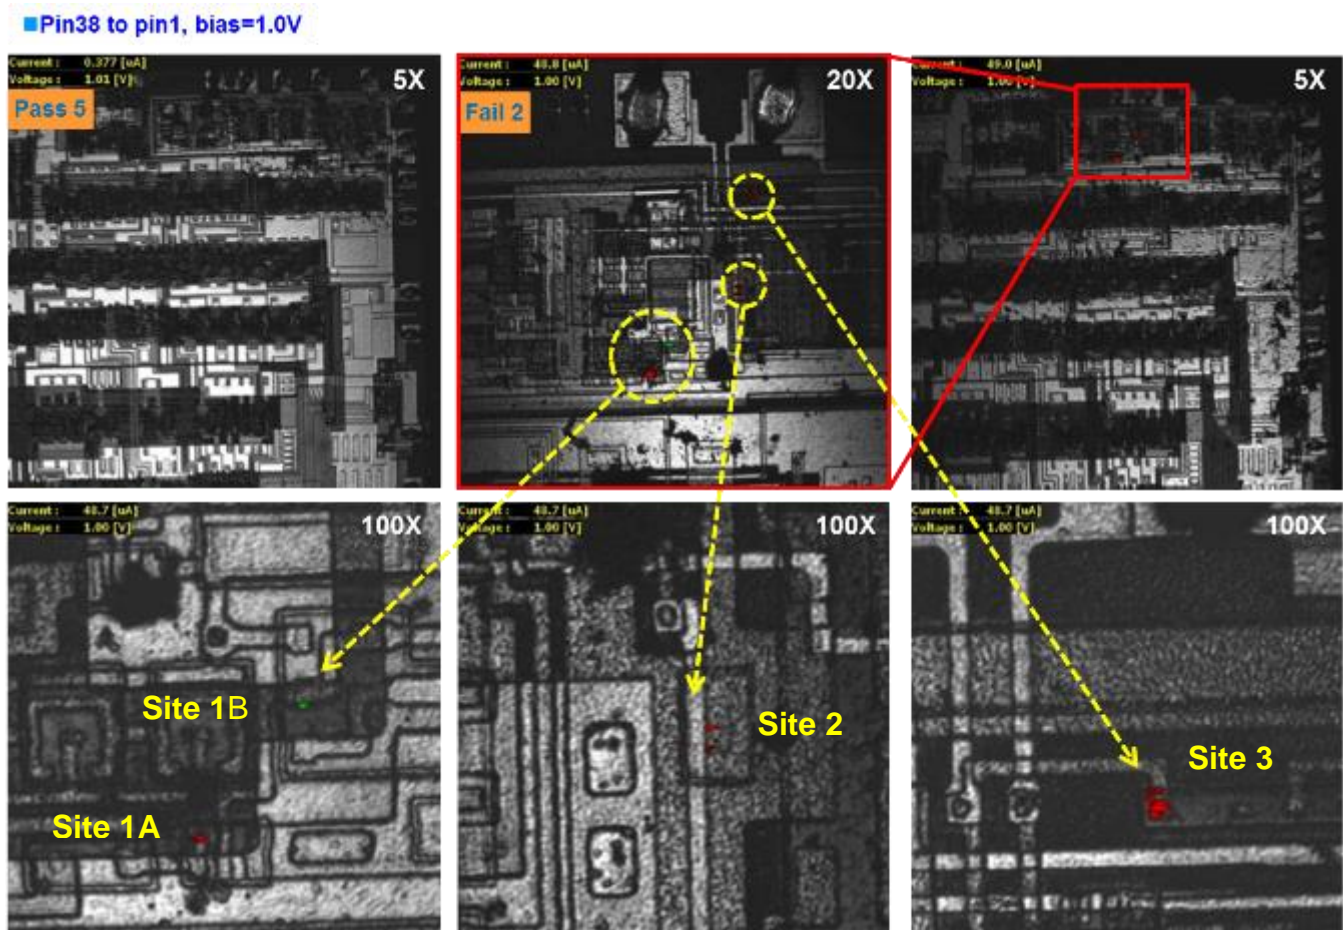 Pin38 to pin1, bias=1.0V
Current : 0.377 [uA]
Voltage : 1.01 [V]
5X
Pass 5
Current : 48.8 [uA]
Voltage : 1.00 [V]
20X
Fail 2
Current : 49.0 [uA]
Voltage : 1.00 [V]
5X
Current : 48.7 [uA]
Voltage : 1.00 [V]
100X
Site 1B
Site 1A
Current : 48.7 [uA]
Voltage : 1.00 [V]
100X
Site 2
Current : 48.7 [uA]
Voltage : 1.00 [V]
100X
Site 3